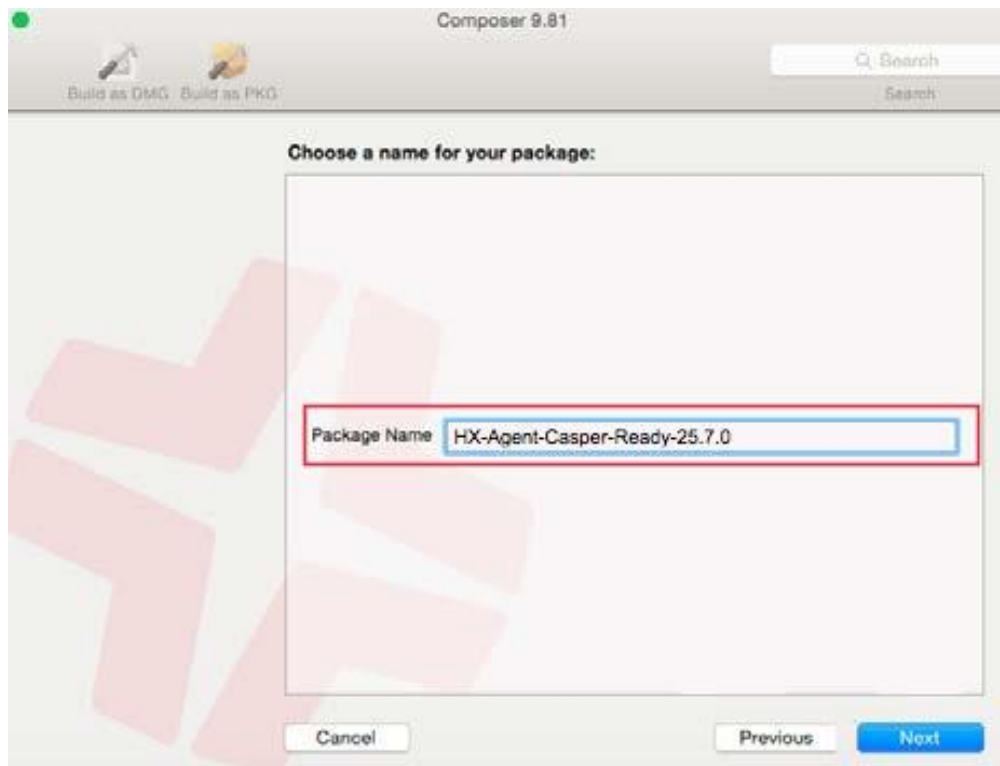 Composer 9.81
Build as DMG Build as PKG
Search
Search
Choose a name for your package:
Package Name HX-Agent-Casper-Ready-25.7.0
Cancel Previous Next